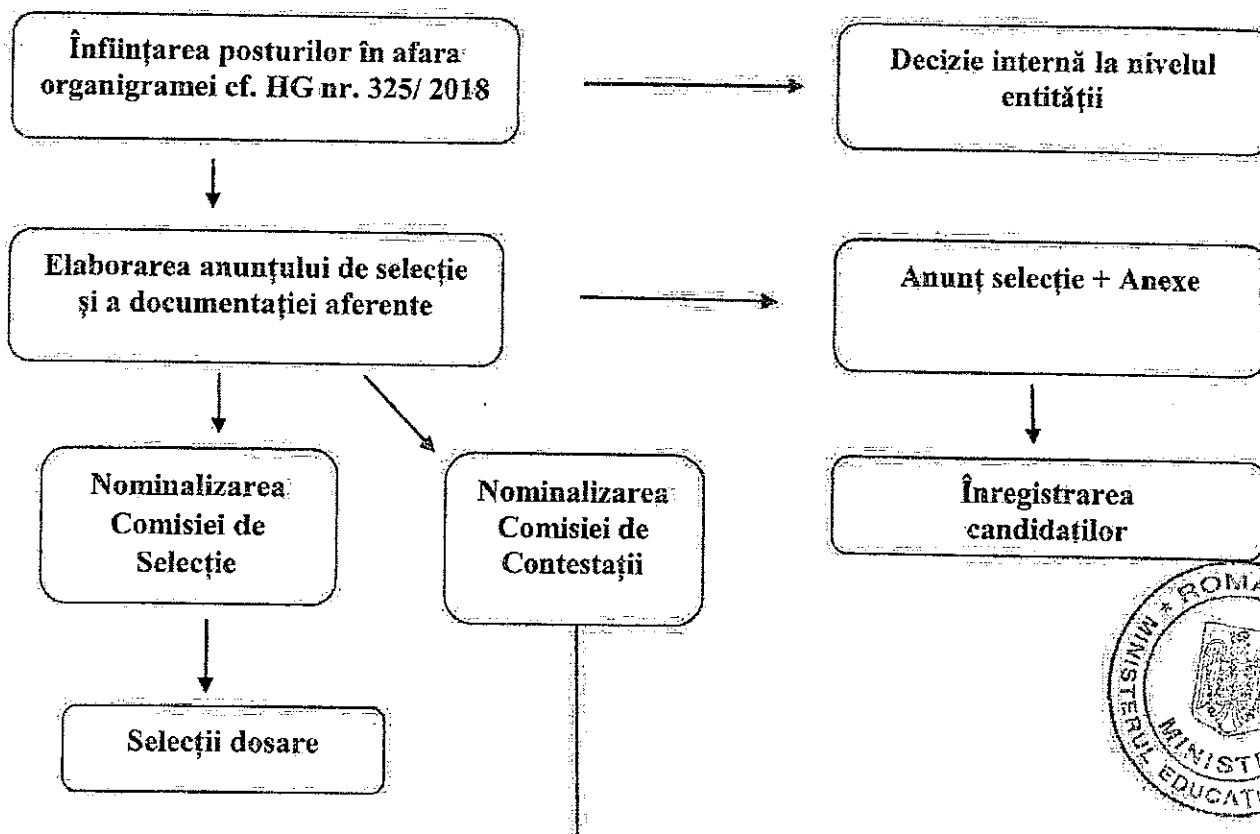 Înființarea posturilor în afara
organigramei cf. HG nr. 325/ 2018
Decizie internă la nivelul
entității
Elaborarea anunțului de selecție
și a documentației aferente
Anunț selecție + Anexe
Nominalizarea
Comisiei de
Selecție
Nominalizarea
Comisiei de
Contestații
Înregistrarea
candidaților
Selecții dosare
MINISTERUL